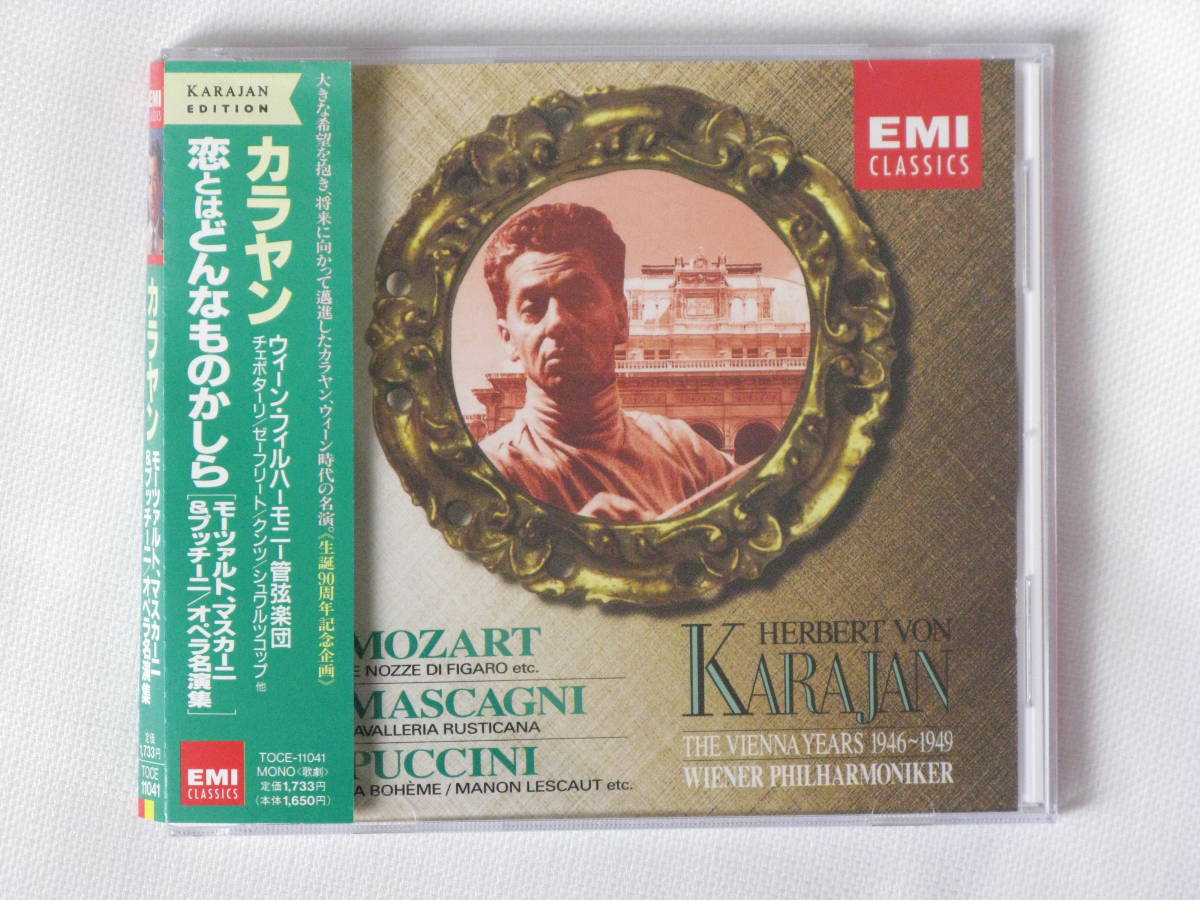 EMI
カラヤン
モーツァルト、マスカーニ
&プッチーニ/オペラ名演集
定価
1,733円
TOCE
11041
KARAJAN
EDITION
大きな希望を抱き、将来に向かって邁進したカラヤン、ウィーン時代の名演。《生誕90周年記念企画》
カラヤン
ウィーン・フィルハーモニー管弦楽団
チェボターリ/ゼーフリート/クンツ/シュワルツコップ 他
恋とはどんなものかしら
[モーツァルト、マスカーニ
&プッチーニ/オペラ名演集]
EMI
CLASSICS
TOCE-11041
MONO〈歌劇〉
定価1,733円
(本体1,650円)
EMI
CLASSICS
MOZART
E NOZZE DI FIGARO etc.
MASCAGNI
AVALLERIA RUSTICANA
PUCCINI
A BOHÈME / MANON LESCAUT etc.
HERBERT VON
KARAJAN
THE VIENNA YEARS 1946~1949
WIENER PHILHARMONIKER